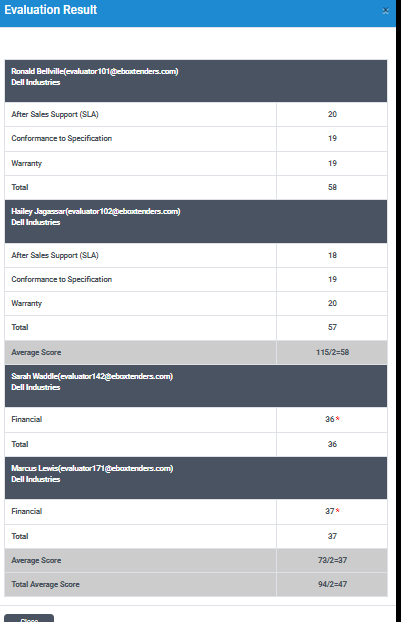 Evaluation Result ×
Ronald Bellville(evaluator101@eboxtenders.com)
Dell Industries
After Sales Support (SLA) 20
Conformance to Specification 19
Warranty 19
Total 58
Hailey Jagessar(evaluator102@eboxtenders.com)
Dell Industries
After Sales Support (SLA) 18
Conformance to Specification 19
Warranty 20
Total 57
Average Score 115/2=58
Sarah Waddle(evaluator142@eboxtenders.com)
Dell Industries
Financial 36 *
Total 36
Marcus Lewis(evaluator171@eboxtenders.com)
Dell Industries
Financial 37 *
Total 37
Average Score 73/2=37
Total Average Score 94/2=47
Close